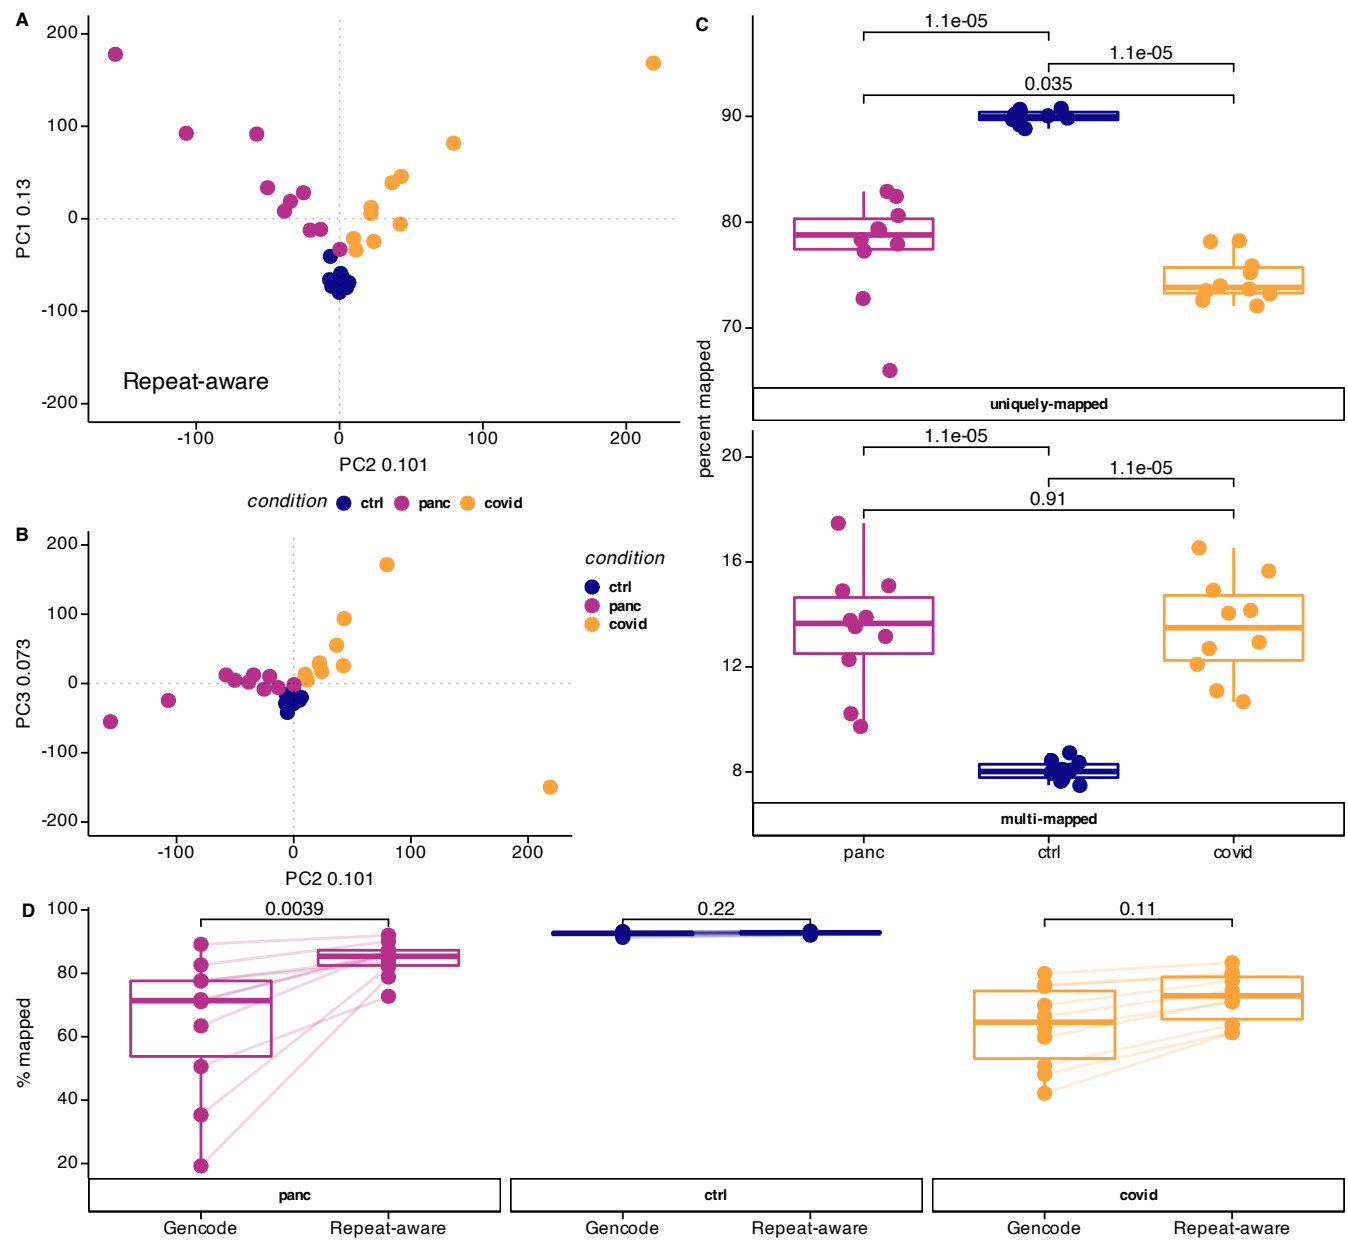 A
200
100
0
-100
-200
PC1 0.13
Repeat-aware
-100 0 100 200
PC2 0.101
condition ctrl panc covid
B
200
100
0
-100
-200
PC3 0.073
-100 0 100 200
PC2 0.101
condition
ctrl
panc
covid
C
1.1e-05
1.1e-05
0.035
90
80
70
uniquely-mapped
percent mapped
1.1e-05
1.1e-05
0.91
20
16
12
8
multi-mapped
panc ctrl covid
D
100
80
60
40
20
% mapped
0.0039 0.22 0.11
panc ctrl covid
Gencode Repeat-aware Gencode Repeat-aware Gencode Repeat-aware